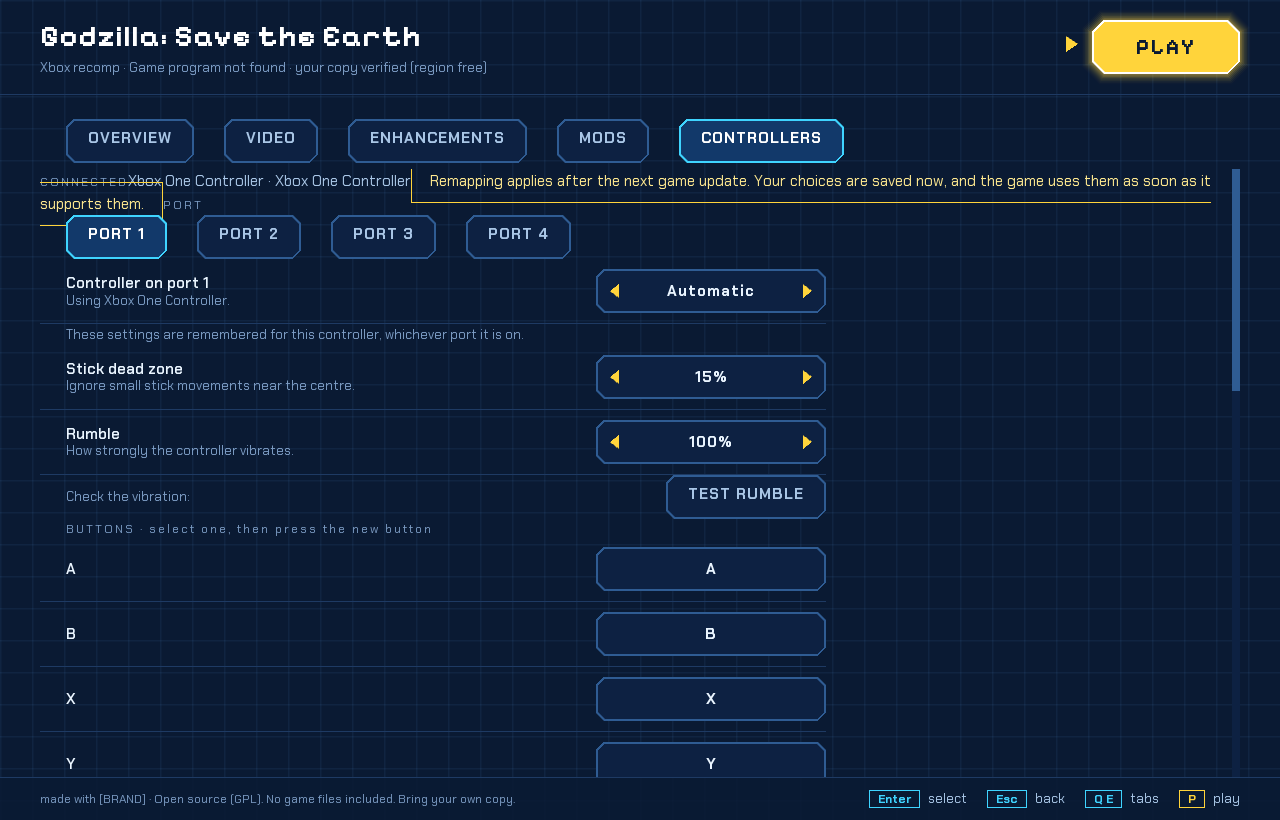 Godzilla: Save the Earth
Xbox recomp · Game program not found · your copy verified (region free)
PLAY
OVERVIEW
VIDEO
ENHANCEMENTS
MODS
CONTROLLERS
CONNECTED Xbox One Controller · Xbox One Controller
Remapping applies after the next game update. Your choices are saved now, and the game uses them as soon as it
supports them.
PORT
PORT 1
PORT 2
PORT 3
PORT 4
Controller on port 1
Using Xbox One Controller.
Automatic
These settings are remembered for this controller, whichever port it is on.
Stick dead zone
Ignore small stick movements near the centre.
15%
Rumble
How strongly the controller vibrates.
100%
Check the vibration:
TEST RUMBLE
BUTTONS · select one, then press the new button
A
A
B
B
X
X
Y
Y
made with [BRAND] · Open source (GPL). No game files included. Bring your own copy.
Enter select
Esc back
Q E tabs
P play